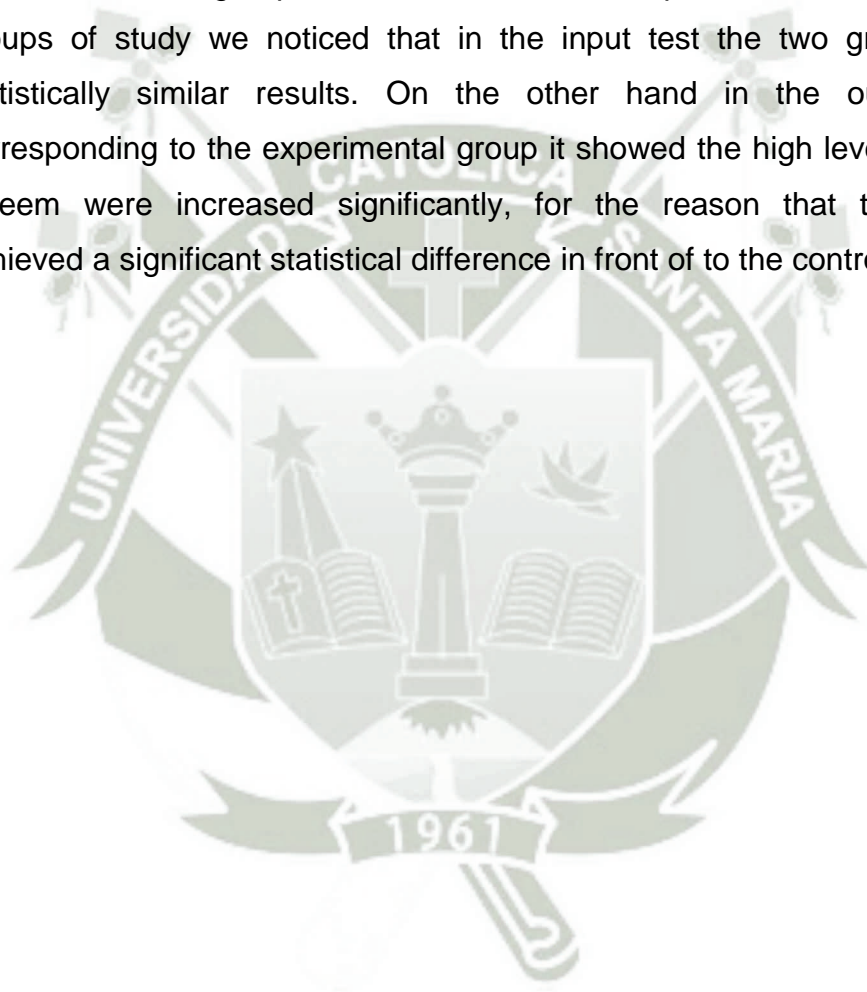 oups of study we noticed that in the input test the two gr
tistically similar results. On the other hand in the ou
responding to the experimental group it showed the high leve
eem were increased significantly, for the reason that t
hieved a significant statistical difference in front of to the contro
UNIVERSIDAD CATOLICA SANTA MARIA
1961